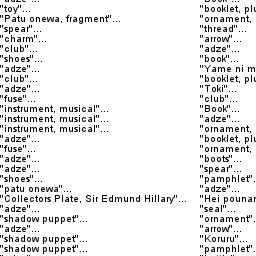 "toy"... "booklet, plu
"Patu onewa, fragment"... "ornament,
"spear"... "thread"...
"charm"... "arrow"...
"club"... "adze"...
"shoes"... "book"...
"adze"... "Yame ni m
"club"... "booklet, plu
"adze"... "Toki"...
"fuse"... "club"...
"instrument, musical"... "Book"...
"instrument, musical"... "adze"...
"instrument, musical"... "ornament,
"adze"... "booklet, plu
"fuse"... "ornament,
"adze"... "boots"...
"adze"... "spear"...
"shoes"... "pamphlet".
"patu onewa"... "adze"...
"Collectors Plate, Sir Edmund Hillary"... "Hei pounar
"adze"... "seal"...
"shadow puppet"... "ornament".
"adze"... "arrow"...
"shadow puppet"... "Koruru"...
"shadow puppet"... "pamphlet".